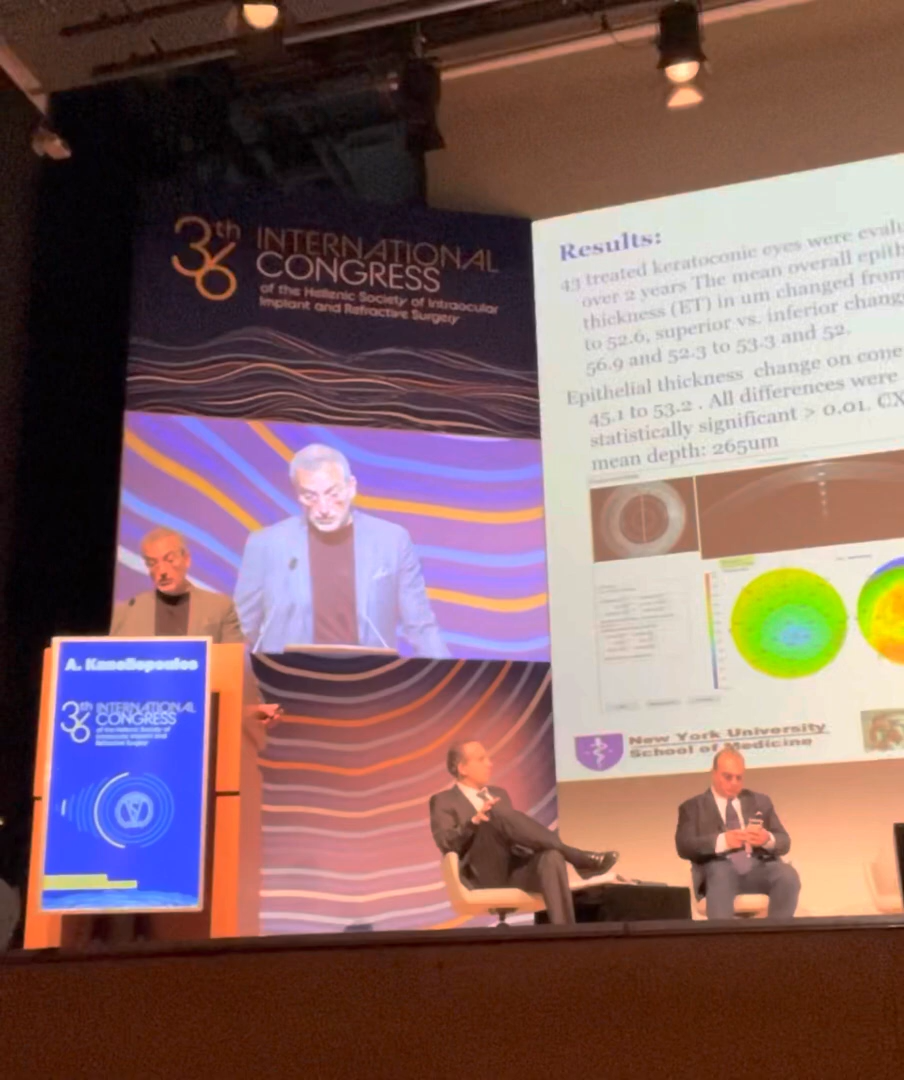 36th INTERNATIONAL
CONGRESS
of the Hellenic Society of Intraocular
Implant and Refractive Surgery
Results:
43 treated keratoconic eyes were evalu
over 2 years The mean overall epith
thickness (ET) in um changed from
to 52.6, superior vs. inferior chang
56.9 and 52.3 to 53.3 and 52.
Epithelial thickness change on cone
45.1 to 53.2 . All differences were
statistically significant > 0.01. CX
mean depth: 265um
New York University
School of Medicine
A. Kanellopoulos
36th INTERNATIONAL
CONGRESS
of the Hellenic Society of
Intraocular Implant and
Refractive Surgery